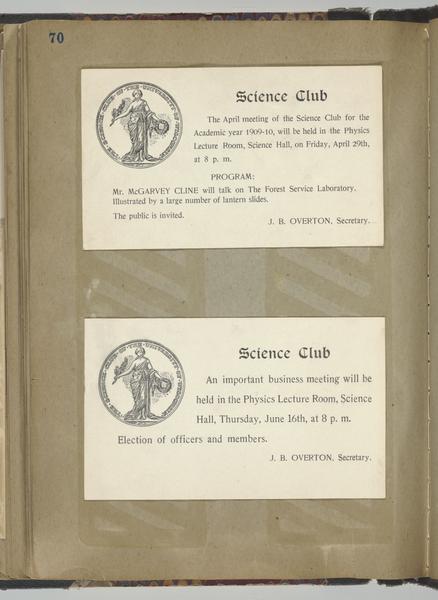 70
Science Club
The April meeting of the Science Club for the
Academic year 1909-10, will be held in the Physics
Lecture Room, Science Hall, on Friday, April 29th,
at 8 p. m.
PROGRAM:
Mr. McGARVEY CLINE will talk on The Forest Service Laboratory.
Illustrated by a large number of lantern slides.
The public is invited.
J. B. OVERTON, Secretary.
Science Club
An important business meeting will be
held in the Physics Lecture Room, Science
Hall, Thursday, June 16th, at 8 p. m.
Election of officers and members.
J. B. OVERTON, Secretary.